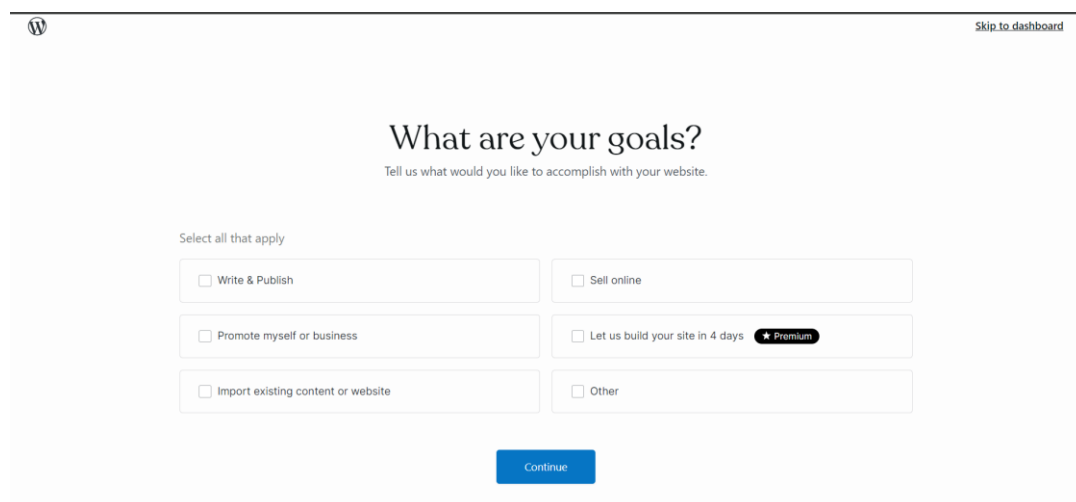 Skip to dashboard
What are your goals?
Tell us what would you like to accomplish with your website.
Select all that apply
Write & Publish
Sell online
Promote myself or business
Let us build your site in 4 days ★ Premium
Import existing content or website
Other
Continue